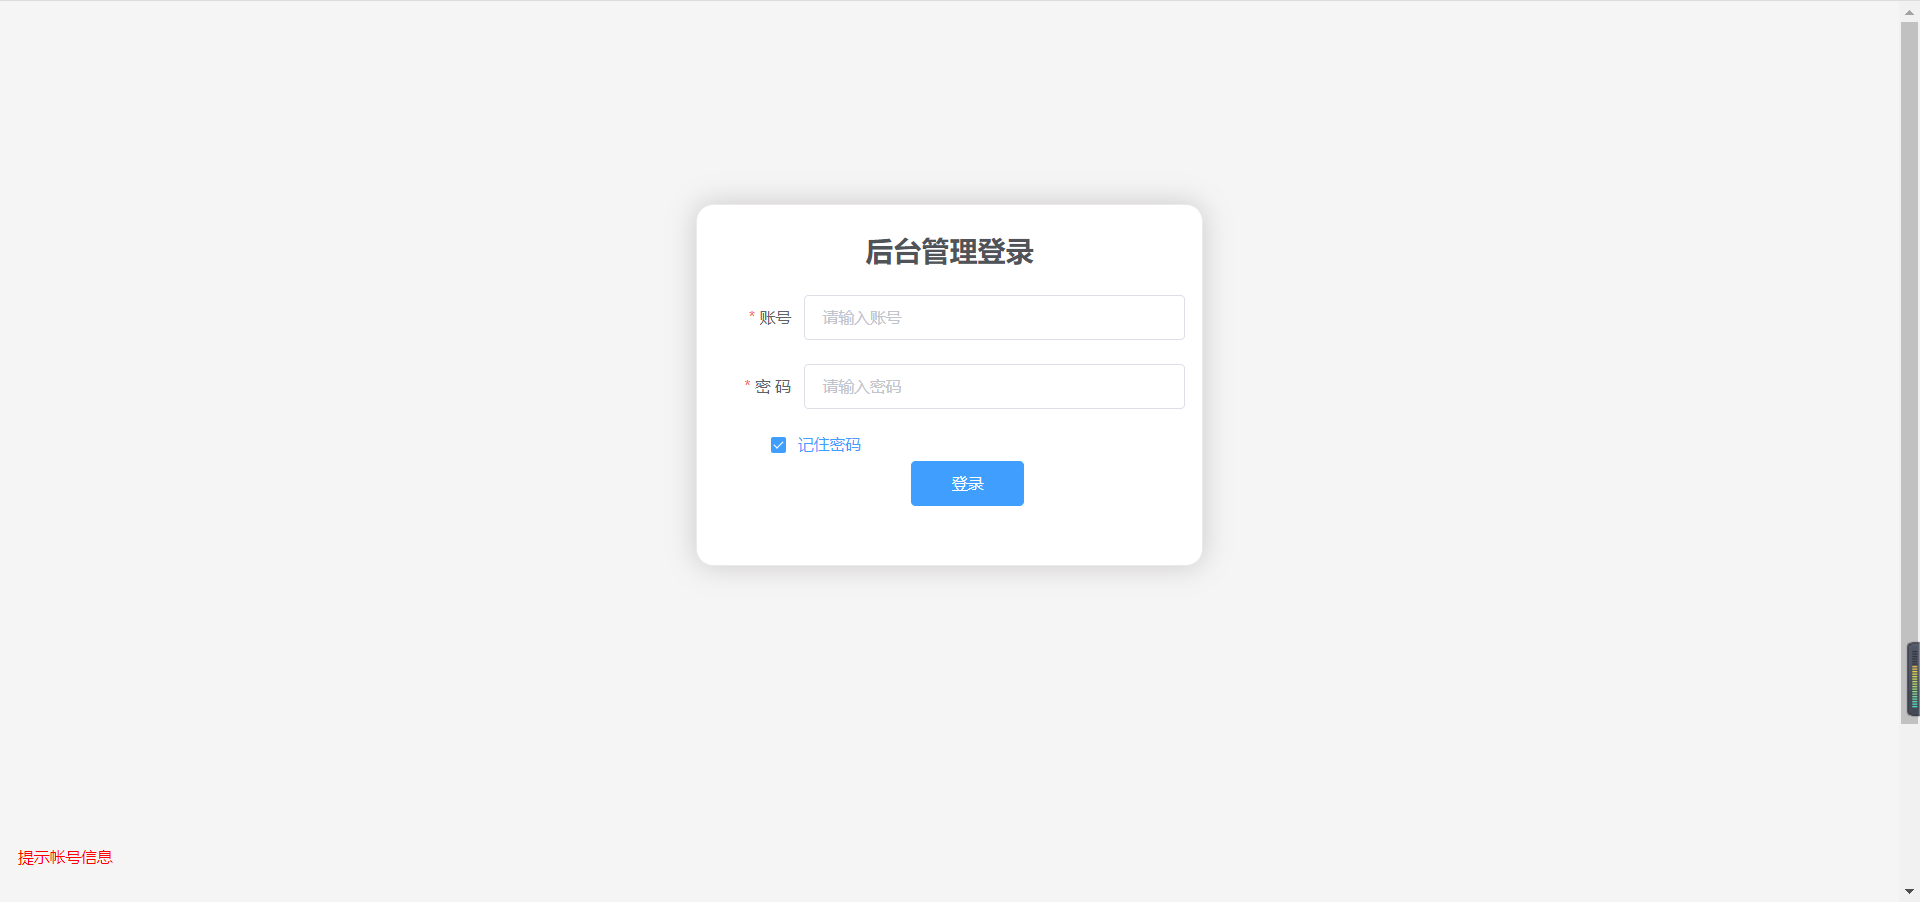 后台管理登录
* 账号 请输入账号
* 密 码 请输入密码
记住密码
登录
提示帐号信息